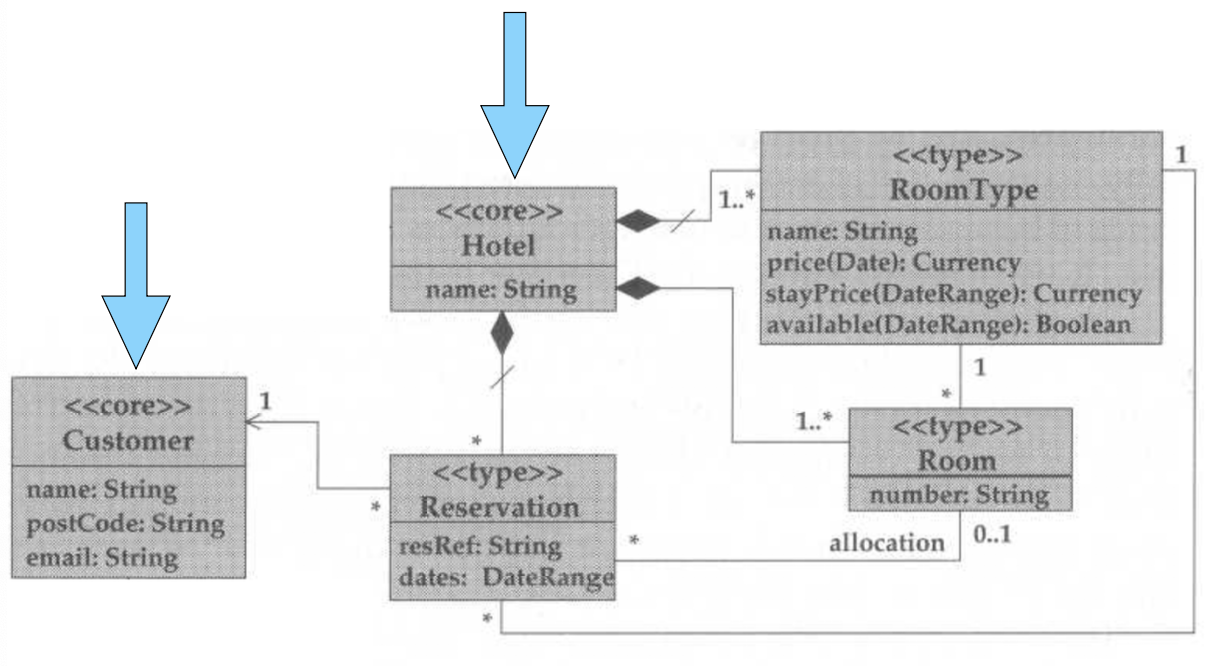 <<type>>
RoomType
name: String
price(Date): Currency
stayPrice(DateRange): Currency
available(DateRange): Boolean
1
1..*
<<core>>
Hotel
name: String
<<core>>
Customer
name: String
postCode: String
email: String
1
*
*
<<type>>
Reservation
resRef: String
dates: DateRange
*
*
1
*
1..*
<<type>>
Room
number: String
0..1
allocation